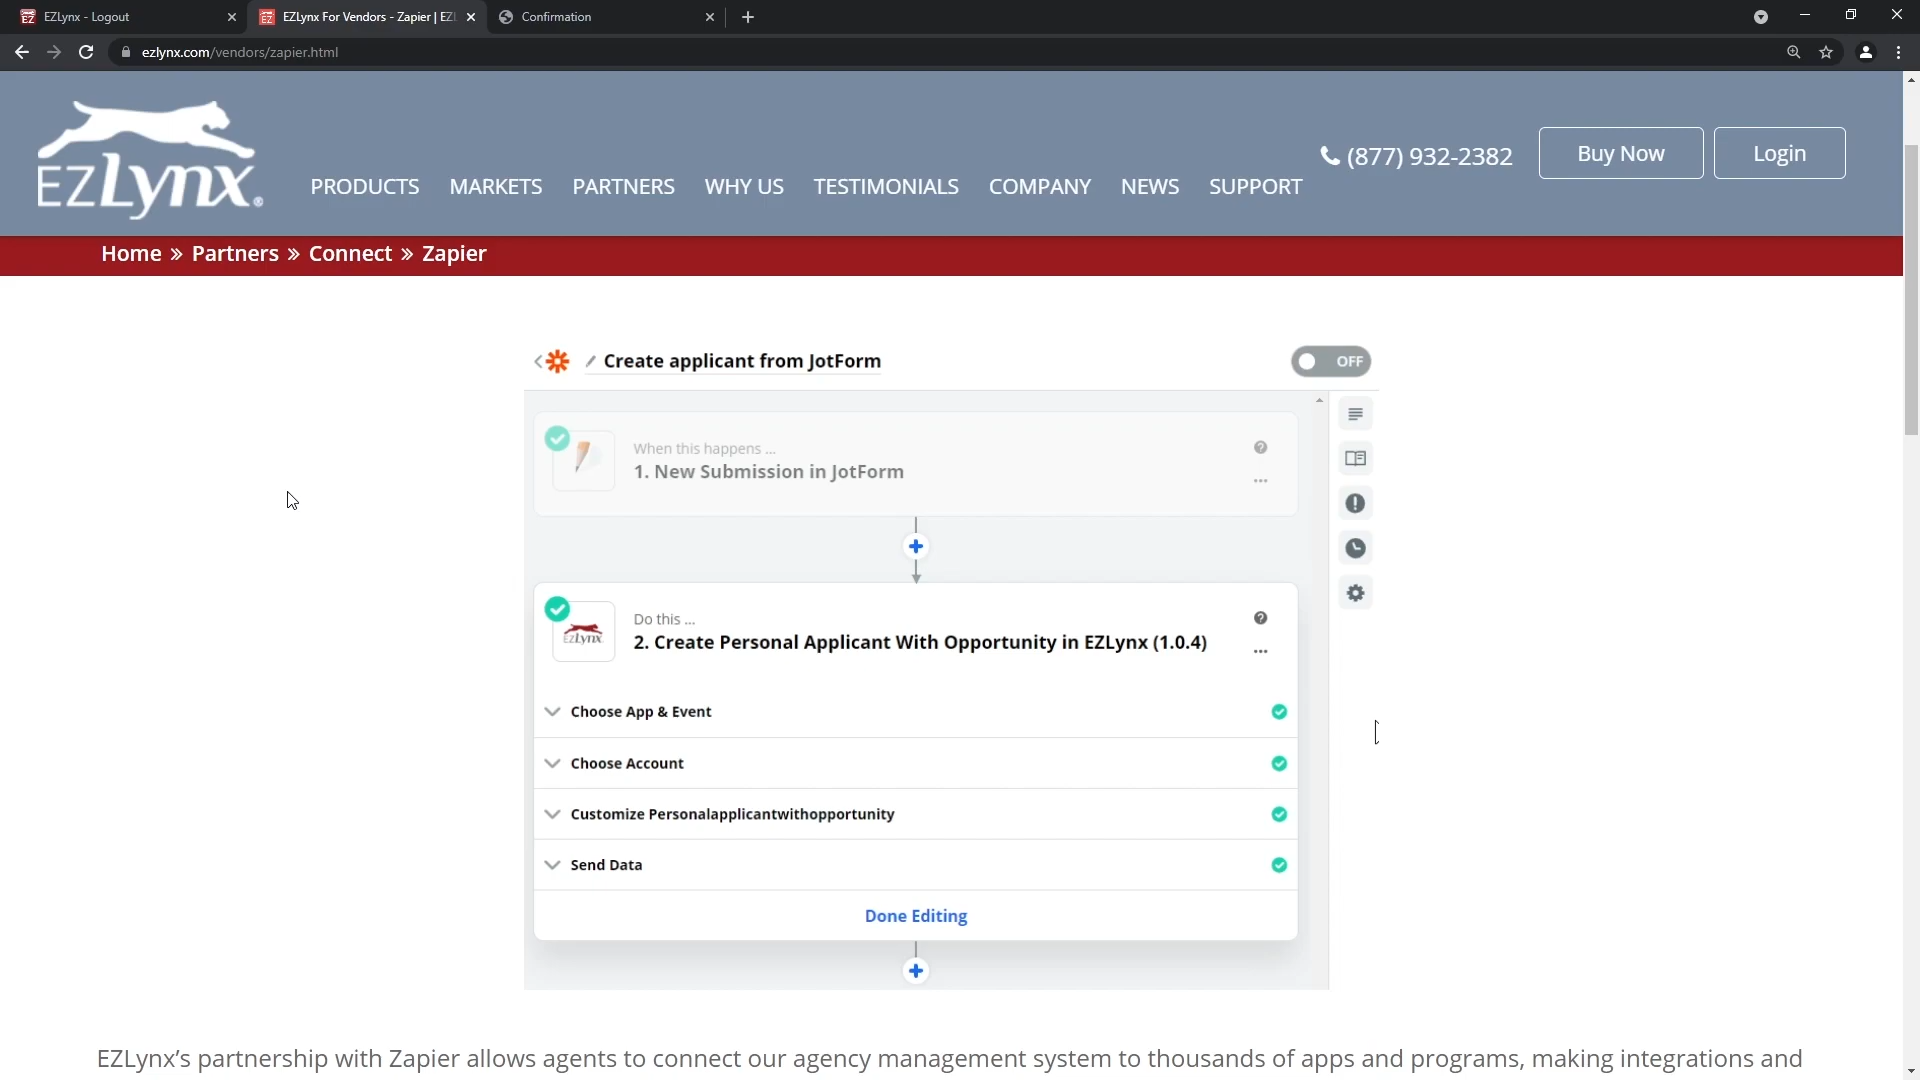 EZLynx - Logout
EZLynx For Vendors - Zapier | EZL
Confirmation
ezlynx.com/vendors/zapier.html
EZLynx®
PRODUCTS MARKETS PARTNERS WHY US TESTIMONIALS COMPANY NEWS SUPPORT
(877) 932-2382
Buy Now
Login
Home » Partners » Connect » Zapier
Create applicant from JotForm
OFF
When this happens ...
1. New Submission in JotForm
Do this ...
EZLynx
2. Create Personal Applicant With Opportunity in EZLynx (1.0.4)
Choose App & Event
Choose Account
Customize Personalapplicantwithopportunity
Send Data
Done Editing
EZLynx’s partnership with Zapier allows agents to connect our agency management system to thousands of apps and programs, making integrations and